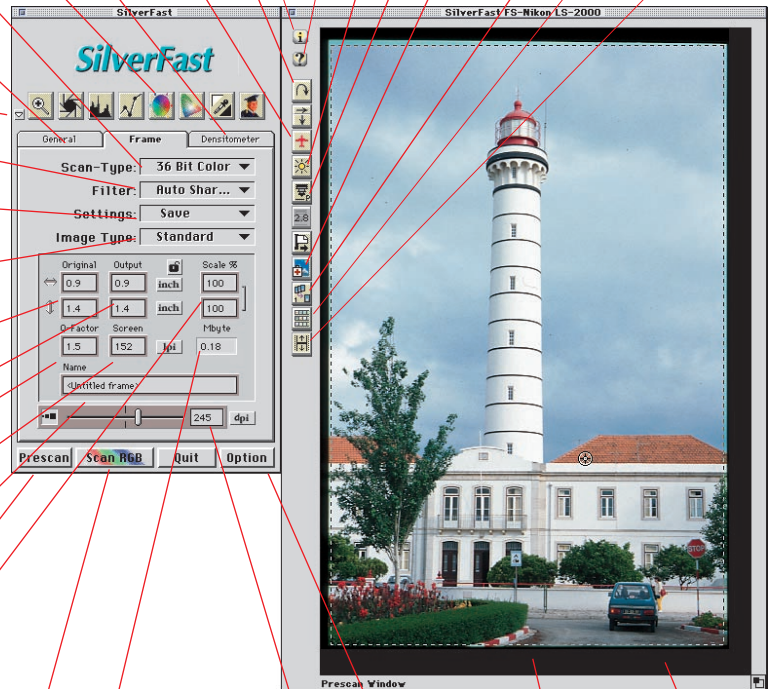 SilverFast
SilverFast FS-Nikon LS-2000
SilverFast
General
Frame
Densitometer
Scan-Type:
36 Bit Color
Filter:
Auto Shar...
Settings:
Save
Image Type:
Standard
Original
Output
Scale %
0.9
0.9
inch
100
1.4
1.4
inch
100
Q-Factor
Screen
Mbyte
1.5
152
lpi
0.18
Name
<Untitled frame>
245
dpi
Prescan
Scan RGB
Quit
Option
i
?
P
2.8
STOP
Prescan Window